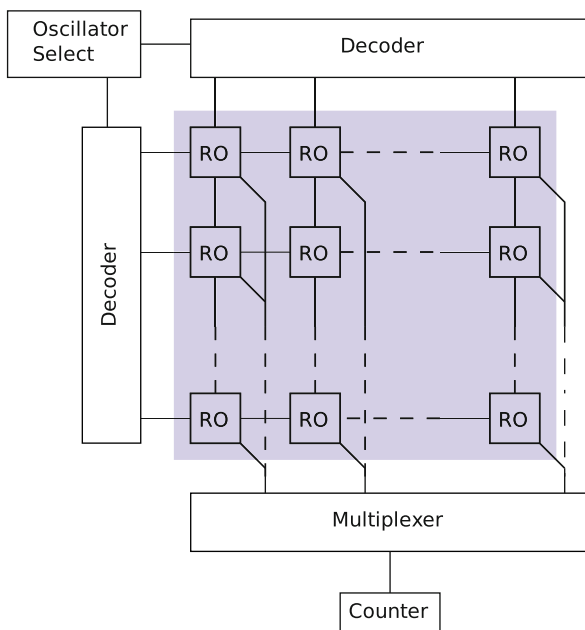 Oscillator
Select
Decoder
RO
RO
RO
Decoder
RO
RO
RO
RO
RO
RO
Multiplexer
Counter